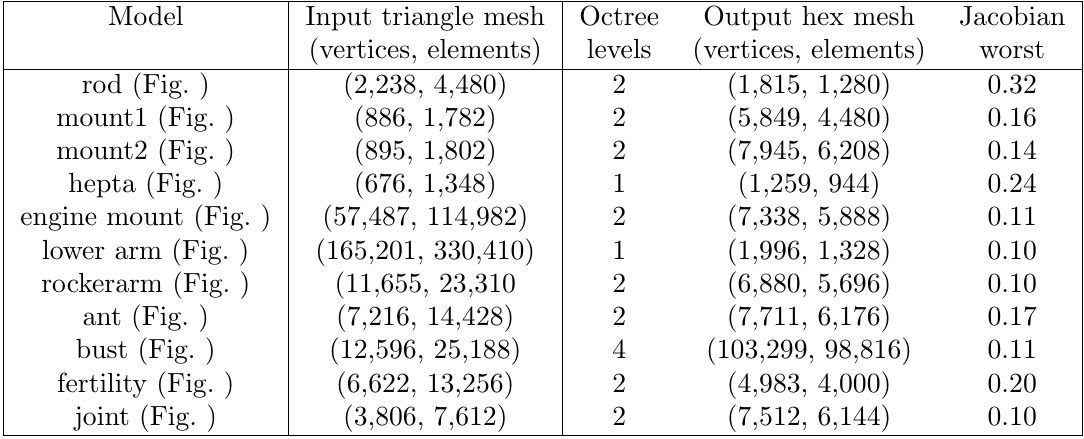 Model Input triangle mesh Octree Output hex mesh Jacobian
(vertices, elements) levels (vertices, elements) worst
rod (Fig. ) (2,238, 4,480) 2 (1,815, 1,280) 0.32
mount1 (Fig. ) (886, 1,782) 2 (5,849, 4,480) 0.16
mount2 (Fig. ) (895, 1,802) 2 (7,945, 6,208) 0.14
hepta (Fig. ) (676, 1,348) 1 (1,259, 944) 0.24
engine mount (Fig. ) (57,487, 114,982) 2 (7,338, 5,888) 0.11
lower arm (Fig. ) (165,201, 330,410) 1 (1,996, 1,328) 0.10
rockerarm (Fig. ) (11,655, 23,310 2 (6,880, 5,696) 0.10
ant (Fig. ) (7,216, 14,428) 2 (7,711, 6,176) 0.17
bust (Fig. ) (12,596, 25,188) 4 (103,299, 98,816) 0.11
fertility (Fig. ) (6,622, 13,256) 2 (4,983, 4,000) 0.20
joint (Fig. ) (3,806, 7,612) 2 (7,512, 6,144) 0.10